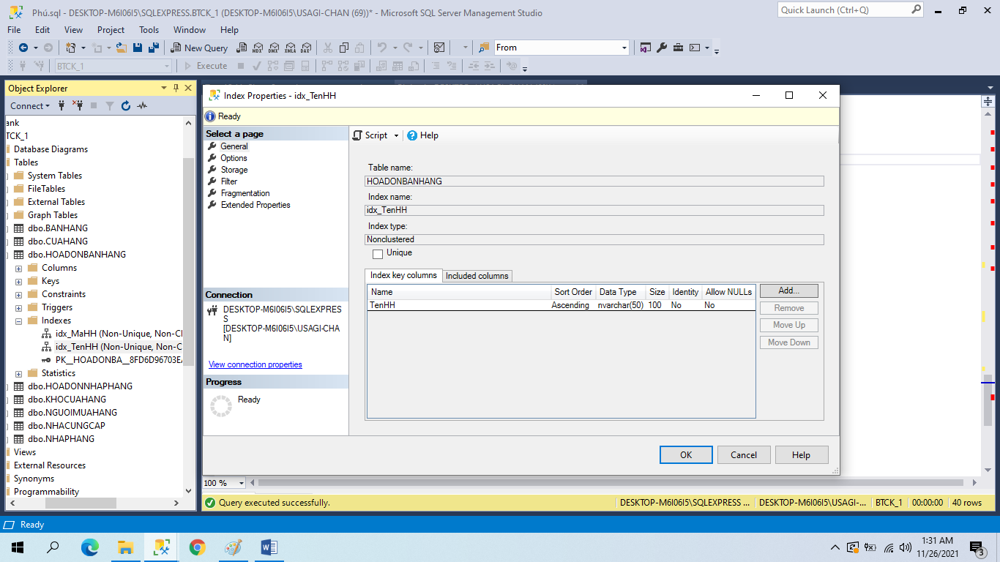 Phú.sql - DESKTOP-M6I06I5\SQLEXPRESS.BTCK_1 (DESKTOP-M6I06I5\USAGI-CHAN (69))* - Microsoft SQL Server Management Studio
Quick Launch (Ctrl+Q)
File Edit View Project Tools Window Help
New Query
MDX DMX XMLA DAX
From
BTCK_1
Execute
Object Explorer
Connect
ank
TCK_1
Database Diagrams
Tables
System Tables
FileTables
External Tables
Graph Tables
dbo.BANHANG
dbo.CUAHANG
dbo.HOADONBANHANG
Columns
Keys
Constraints
Triggers
Indexes
idx_MaHH (Non-Unique, Non-Cl
idx_TenHH (Non-Unique, Non-C
PK__HOADONBA__8FD6D96703EA
Statistics
dbo.HOADONNHAPHANG
dbo.KHOCUAHANG
dbo.NGUOIMUAHANG
dbo.NHACUNGCAP
dbo.NHAPHANG
Views
External Resources
Synonyms
Programmability
Index Properties - idx_TenHH
Ready
Select a page
General
Options
Storage
Filter
Fragmentation
Extended Properties
Connection
DESKTOP-M6I06I5\SQLEXPRES
S
[DESKTOP-M6I06I5\USAGI-CHA
N]
View connection properties
Progress
Ready
Script Help
Table name:
HOADONBANHANG
Index name:
idx_TenHH
Index type:
Nonclustered
Unique
Index key columns Included columns
Name Sort Order Data Type Size Identity Allow NULLs
TenHH Ascending nvarchar(50) 100 No No
Add...
Remove
Move Up
Move Down
OK Cancel Help
100 %
Query executed successfully.
DESKTOP-M6I06I5\SQLEXPRESS ... DESKTOP-M6I06I5\USAGI-... BTCK_1 00:00:00 40 rows
Ready
1:31 AM
11/26/2021
3